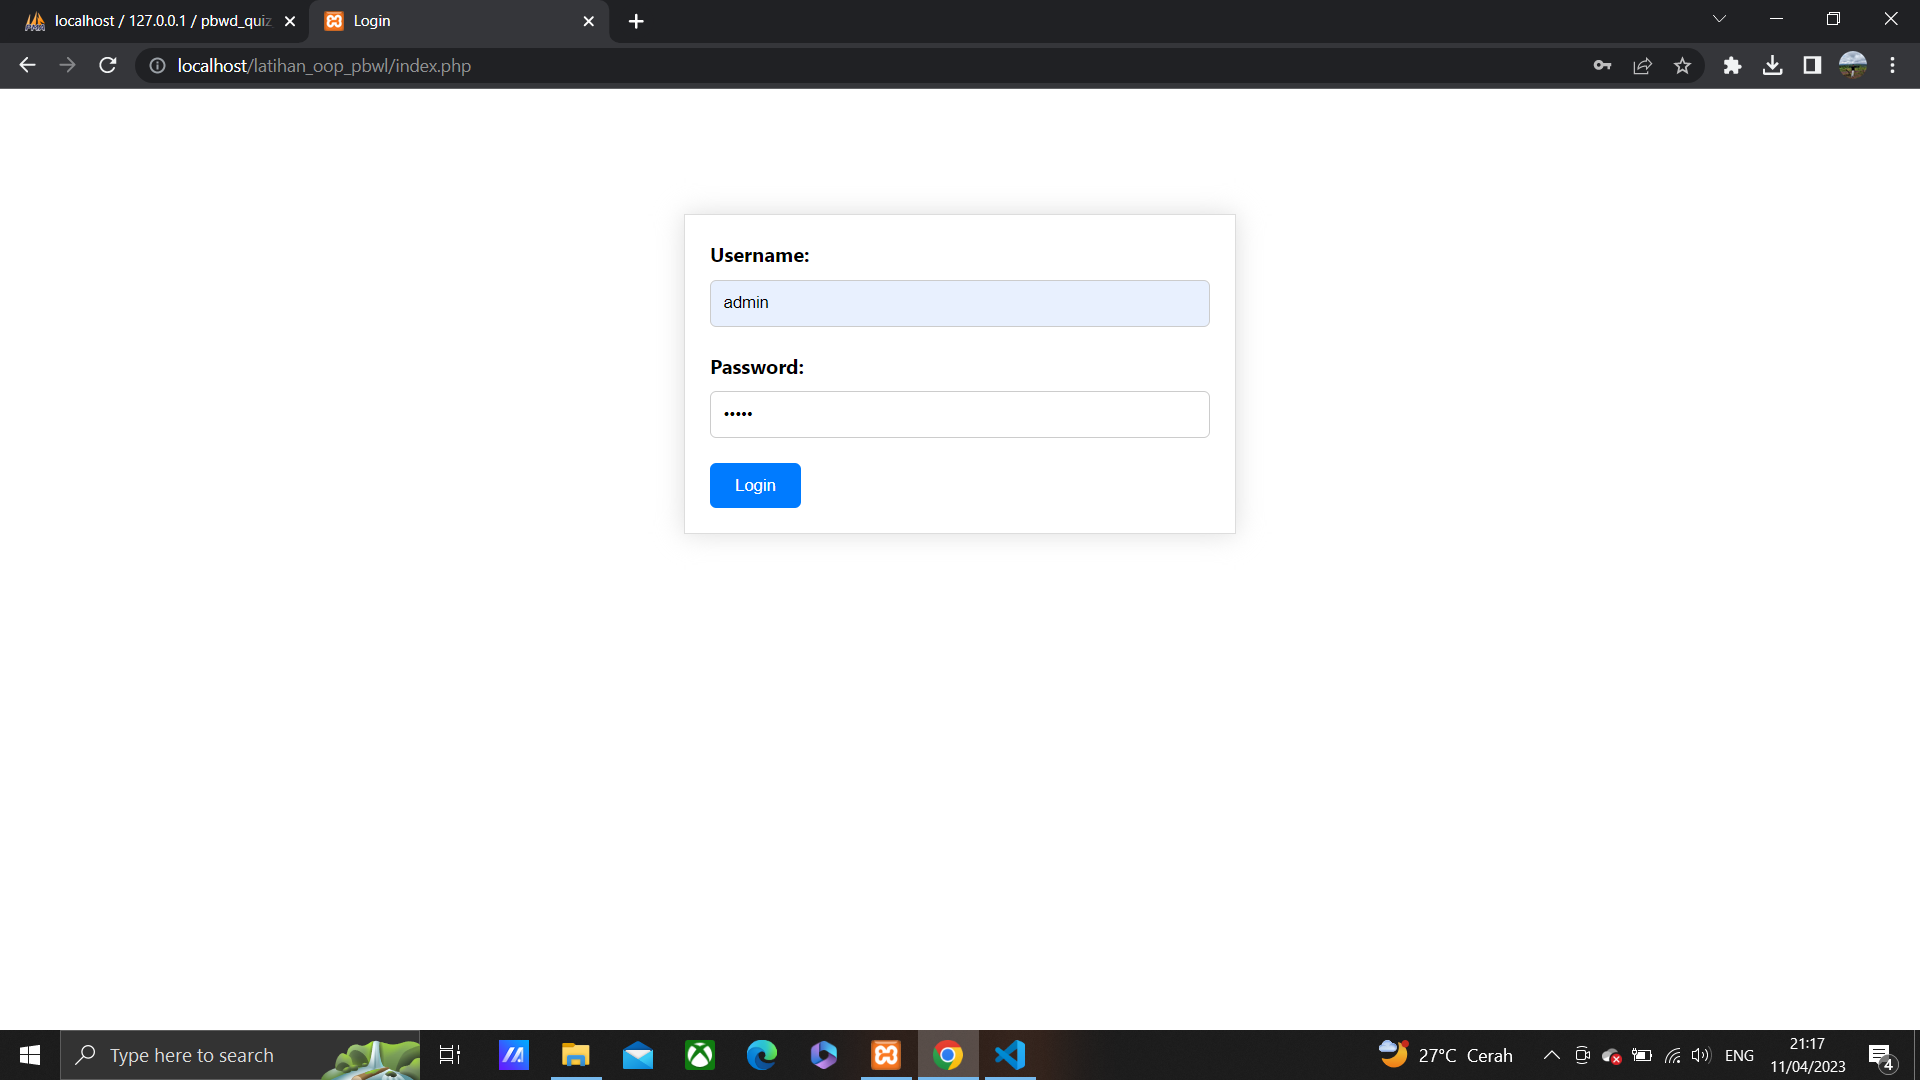 localhost / 127.0.0.1 / pbwd_quiz
Login
localhost/latihan_oop_pbwl/index.php
Username:
admin
Password:
•••••
Login
Type here to search
27°C Cerah
ENG
21:17
11/04/2023
4